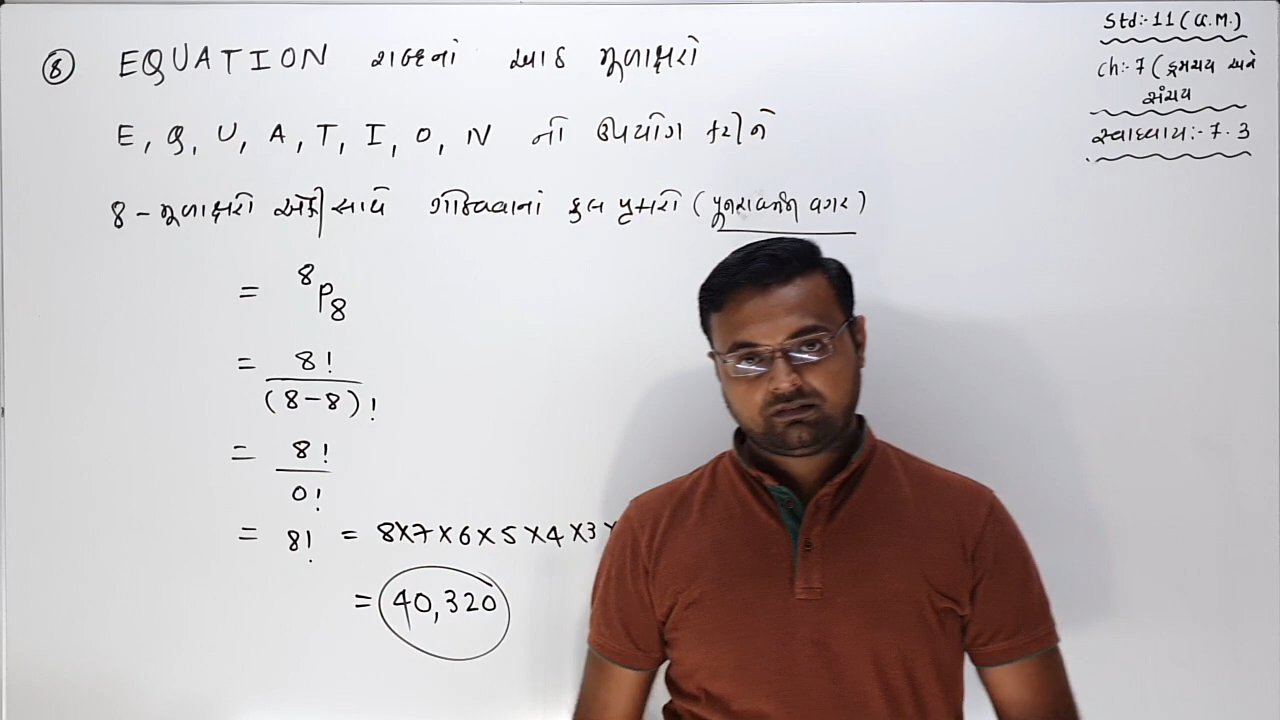 ⑧ EQUATION શબ્દનાં આઠ મૂળાક્ષરો
E, Q, U, A, T, I, O, N નો ઉપયોગ કરીને
8 - મૂળાક્ષરો એકી સાથે ગોઠવવાનાં કુલ પ્રકારો (પુનરાવર્તન વગર)
= ⁸P₈
= 8! / (8-8)!
= 8! / 0!
= 8! = 8×7×6×5×4×3×
= 40,320
Std:- 11 (G.M.)
Ch:- 7 (ક્રમચય અને
સંચય
સ્વાધ્યાય:- 7.3